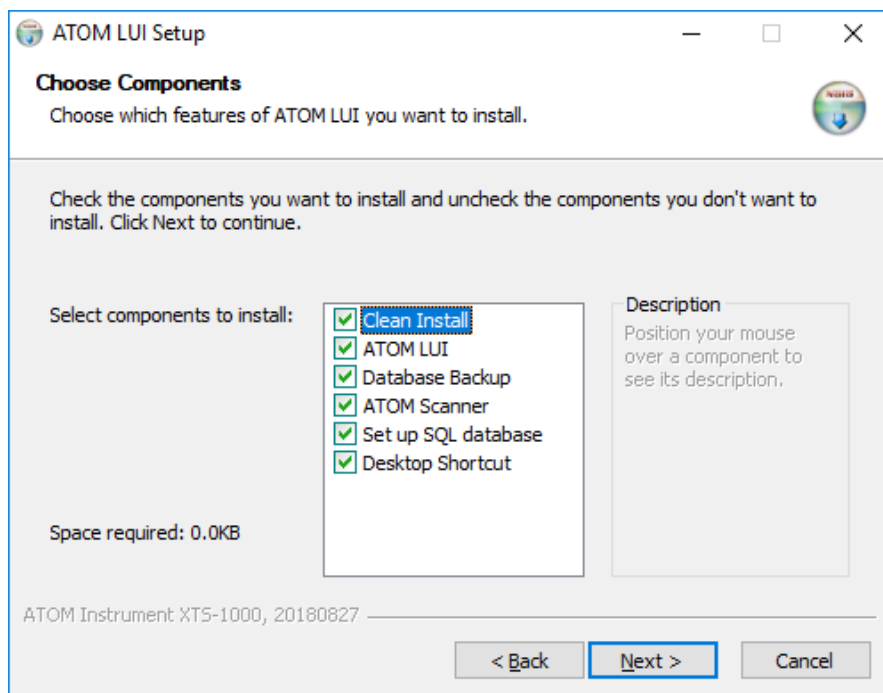 ATOM LUI Setup
Choose Components
Choose which features of ATOM LUI you want to install.
Check the components you want to install and uncheck the components you don't want to
install. Click Next to continue.
Select components to install:
Clean Install
ATOM LUI
Database Backup
ATOM Scanner
Set up SQL database
Desktop Shortcut
Description
Position your mouse
over a component to
see its description.
Space required: 0.0KB
ATOM Instrument XTS-1000, 20180827
< Back
Next >
Cancel